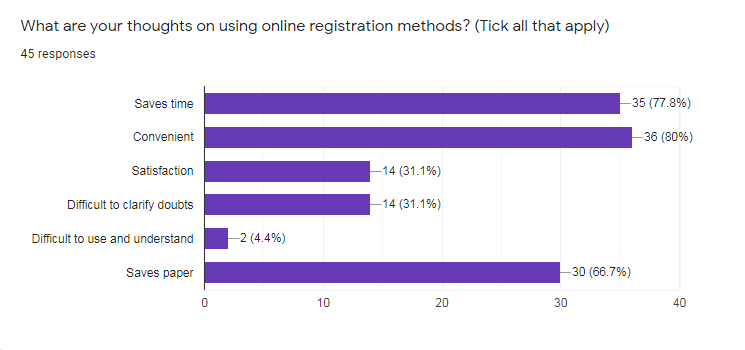 What are your thoughts on using online registration methods? (Tick all that apply)
45 responses
Saves time
35 (77.8%)
Convenient
36 (80%)
Satisfaction
14 (31.1%)
Difficult to clarify doubts
14 (31.1%)
Difficult to use and understand
2 (4.4%)
Saves paper
30 (66.7%)
0 10 20 30 40